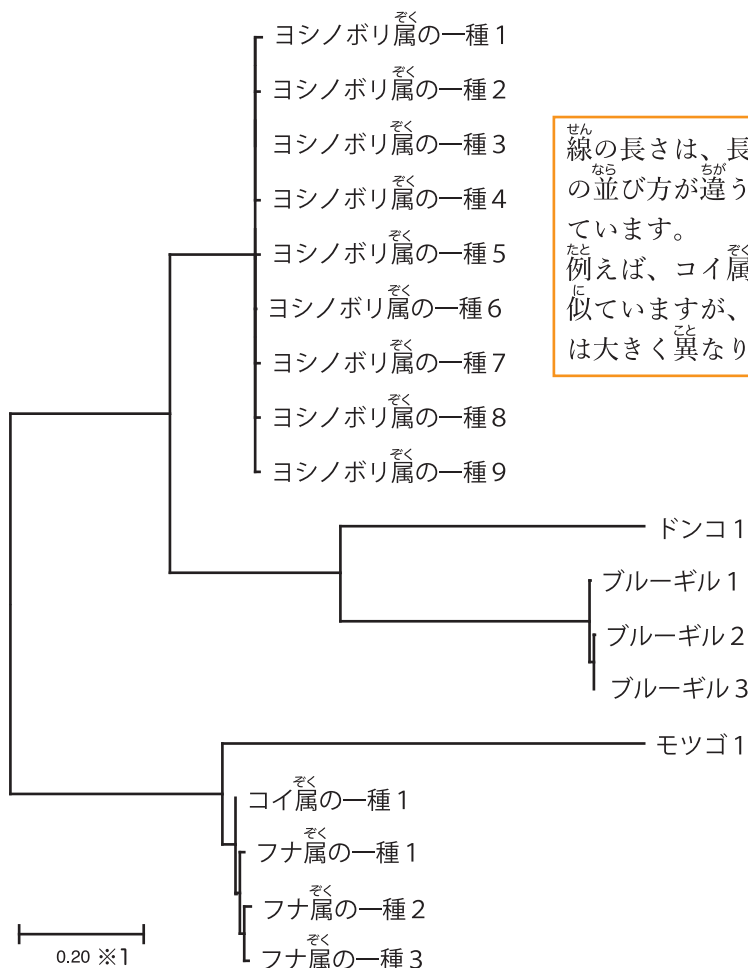 ヨシノボリ属の一種1
ヨシノボリ属の一種2
ヨシノボリ属の一種3
ヨシノボリ属の一種4
ヨシノボリ属の一種5
ヨシノボリ属の一種6
ヨシノボリ属の一種7
ヨシノボリ属の一種8
ヨシノボリ属の一種9
線の長さは、長
の並び方が違う
ています。
例えば、コイ属
似ていますが、
は大きく異なり
ドンコ1
ブルーギル1
ブルーギル2
ブルーギル3
モツゴ1
コイ属の一種1
フナ属の一種1
フナ属の一種2
フナ属の一種3
0.20 ※1